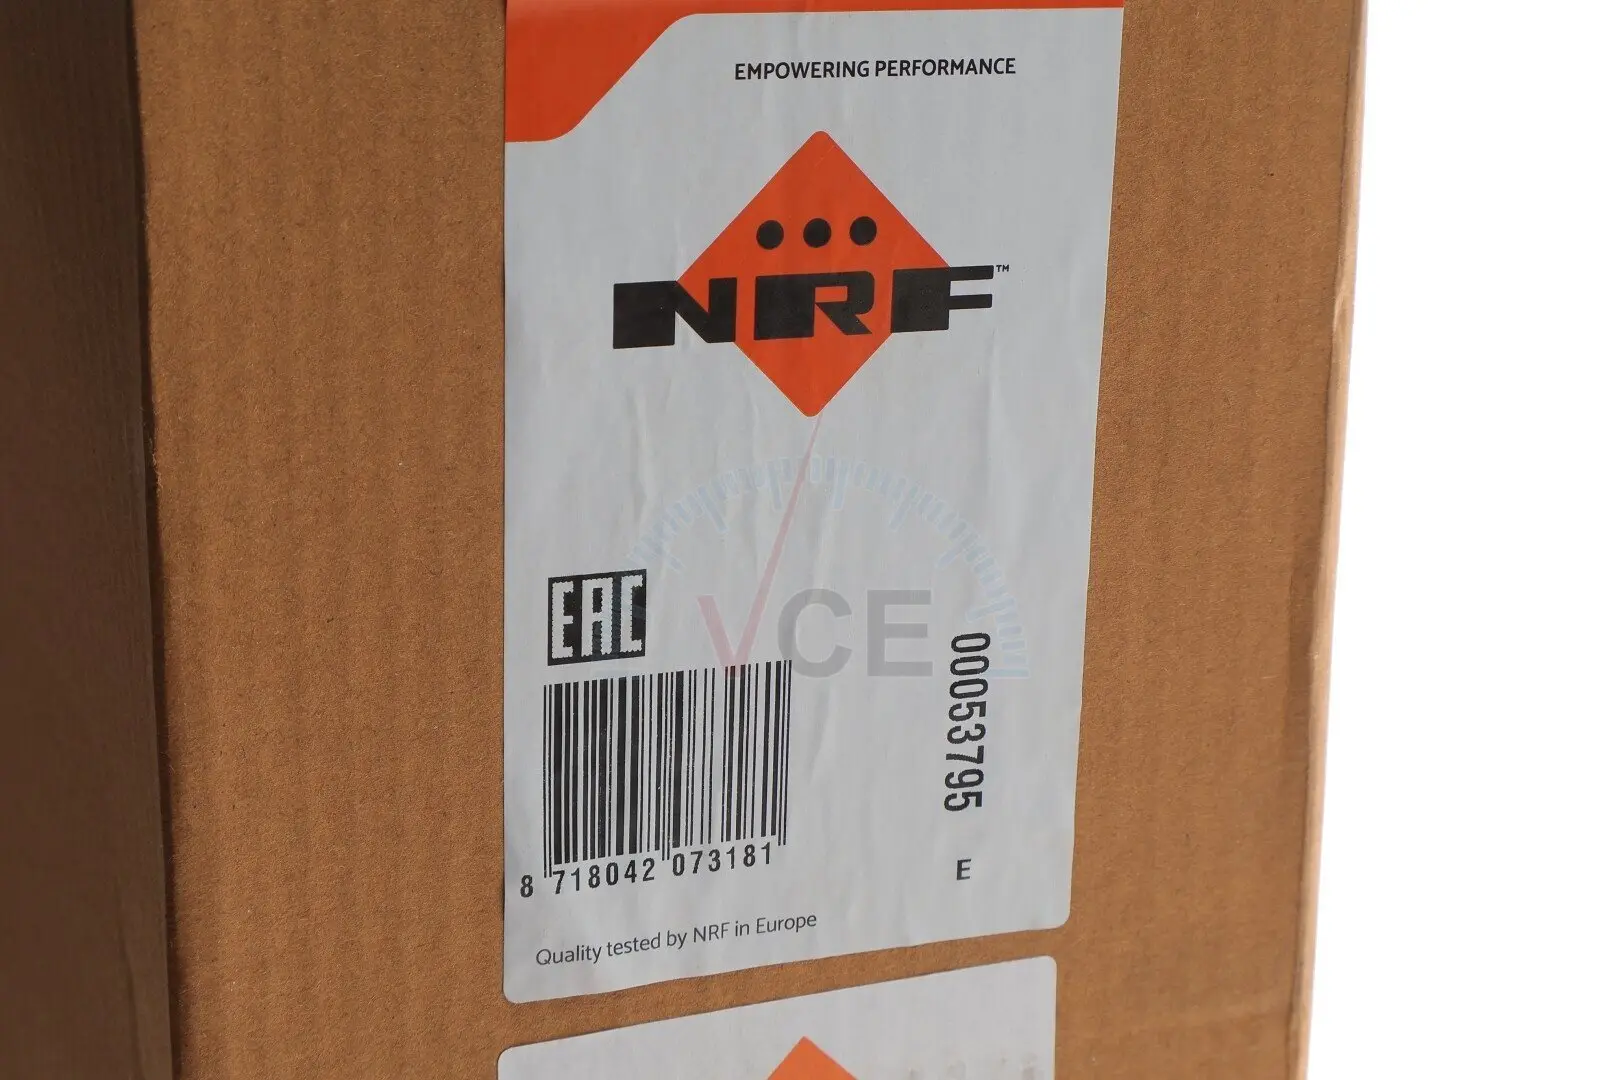 EMPOWERING PERFORMANCE
NRF™
EAC
VCE
00053795
8 718042 073181
E
Quality tested by NRF in Europe